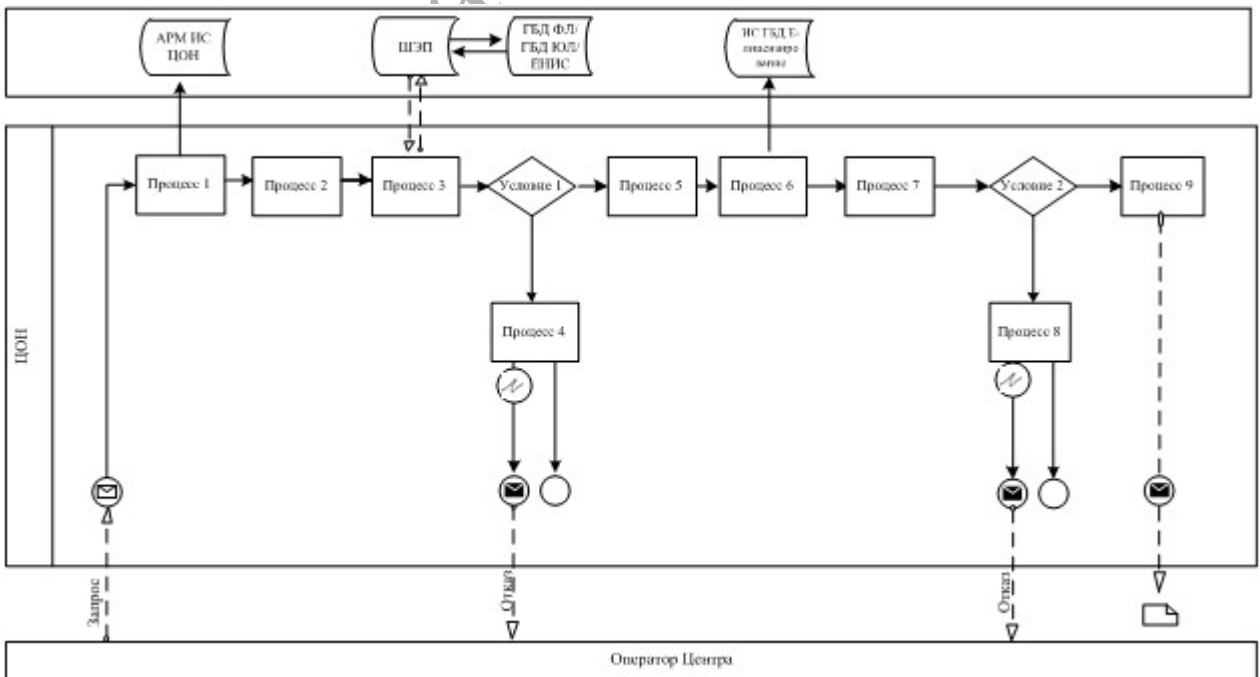 АРМ ИС
ЦОН
ШЭП
ГБД ФЛ/
ГБД ЮЛ/
ЕНИС
ИС ГБД Е-
лицензиро
вание
ЦОН
Процесс 1
Процесс 2
Процесс 3
Условие 1
Процесс 5
Процесс 6
Процесс 7
Условие 2
Процесс 9
Процесс 4
Процесс 8
Запрос
Отказ
Отказ
Оператор Центра